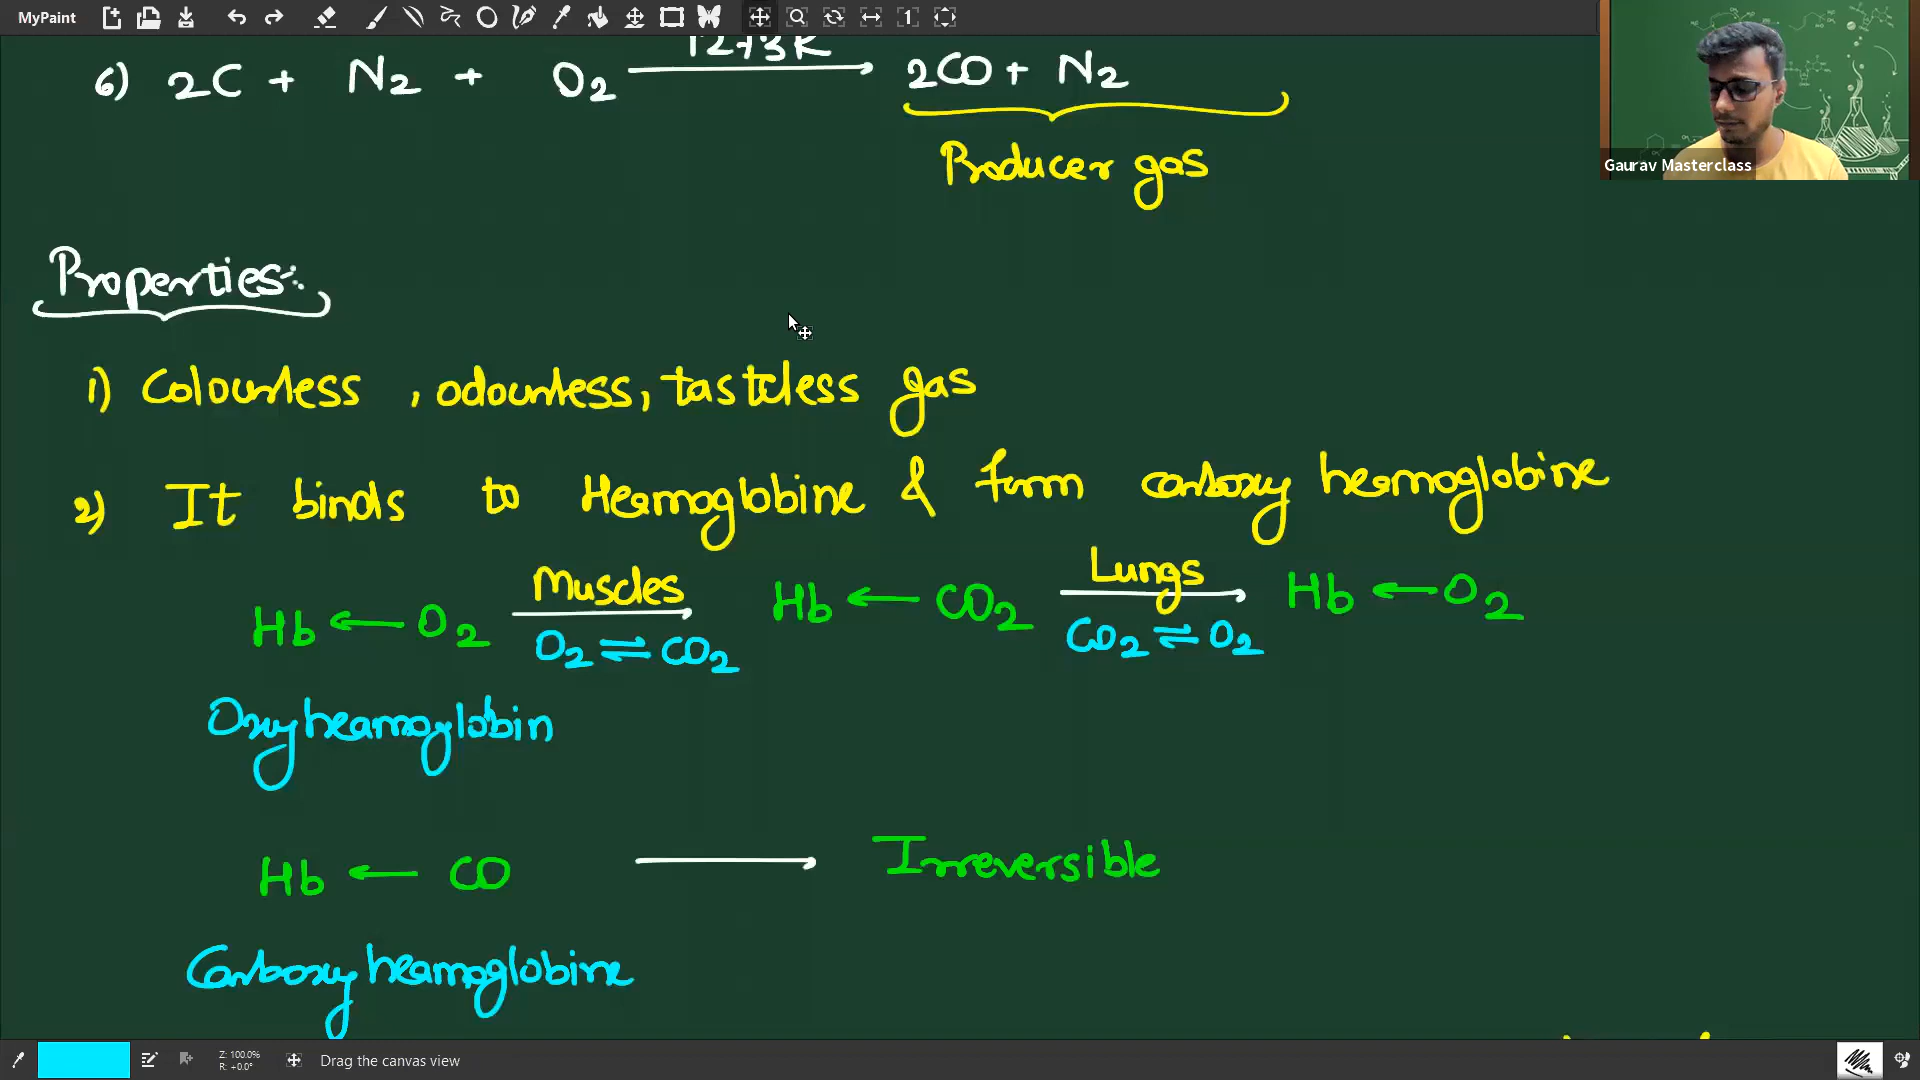 MyPaint
1273K
6) 2C + N2 + O2 → 2CO + N2
Producer gas
Gaurav Masterclass
Properties:-
1) Colourless , odourless, tasteless gas
2) It binds to Heamoglobine & form carboxy heamoglobine
Muscles Lungs
Hb ← O2 → Hb ← CO2 → Hb ← O2
O2 ⇌ CO2 CO2 ⇌ O2
Oxyheamoglobin
Hb ← CO → Irreversible
Carboxyheamoglobine
Z: 100.0%
R: +0.0°
Drag the canvas view